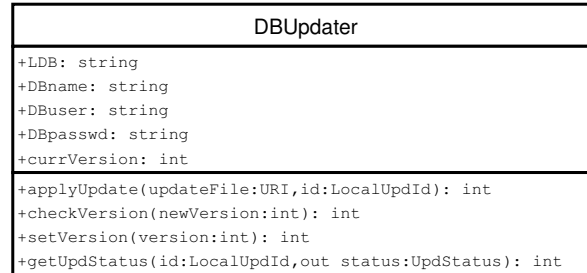 DBUpdater
+LDB: string
+DBname: string
+DBuser: string
+DBpasswd: string
+currVersion: int
+applyUpdate(updateFile:URI,id:LocalUpdId): int
+checkVersion(newVersion:int): int
+setVersion(version:int): int
+getUpdStatus(id:LocalUpdId,out status:UpdStatus): int